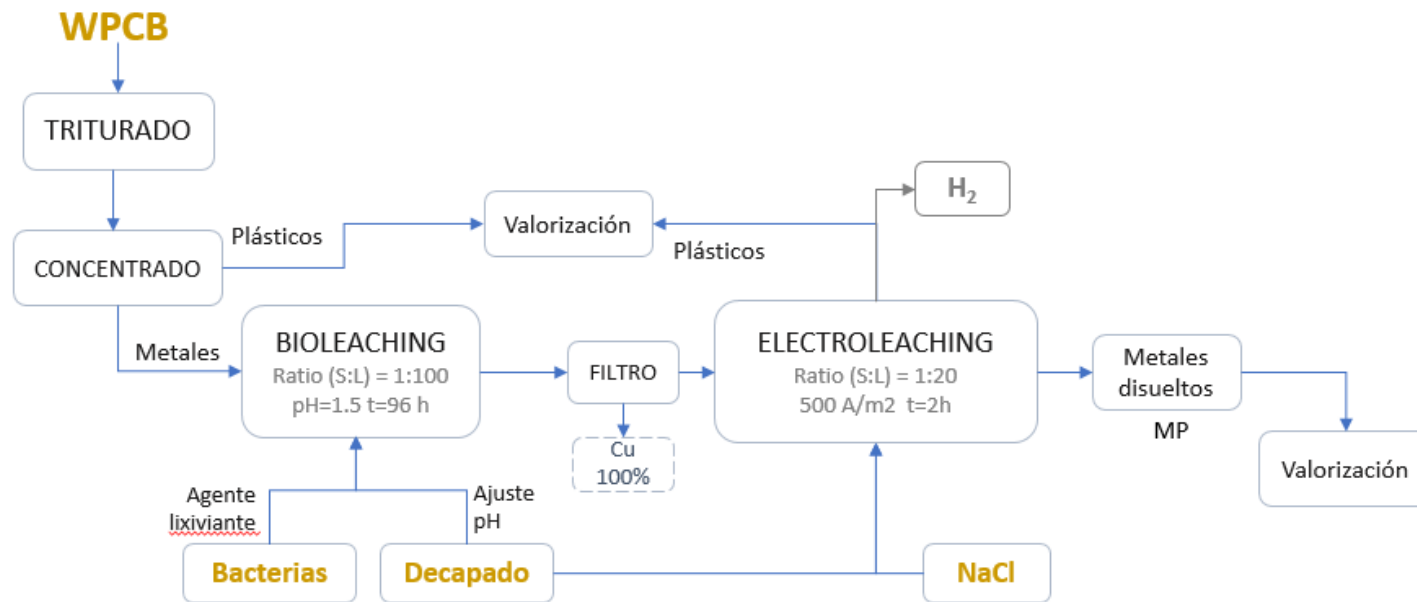 WPCB
TRITURADO
H₂
Valorización
Plásticos
Plásticos
CONCENTRADO
Metales
BIOLEACHING
Ratio (S:L) = 1:100
pH=1.5 t=96 h
FILTRO
ELECTROLEACHING
Ratio (S:L) = 1:20
500 A/m2 t=2h
Metales
disueltos
MP
Cu
100%
Valorización
Agente
lixiviante
Ajuste
pH
Bacterias
Decapado
NaCl